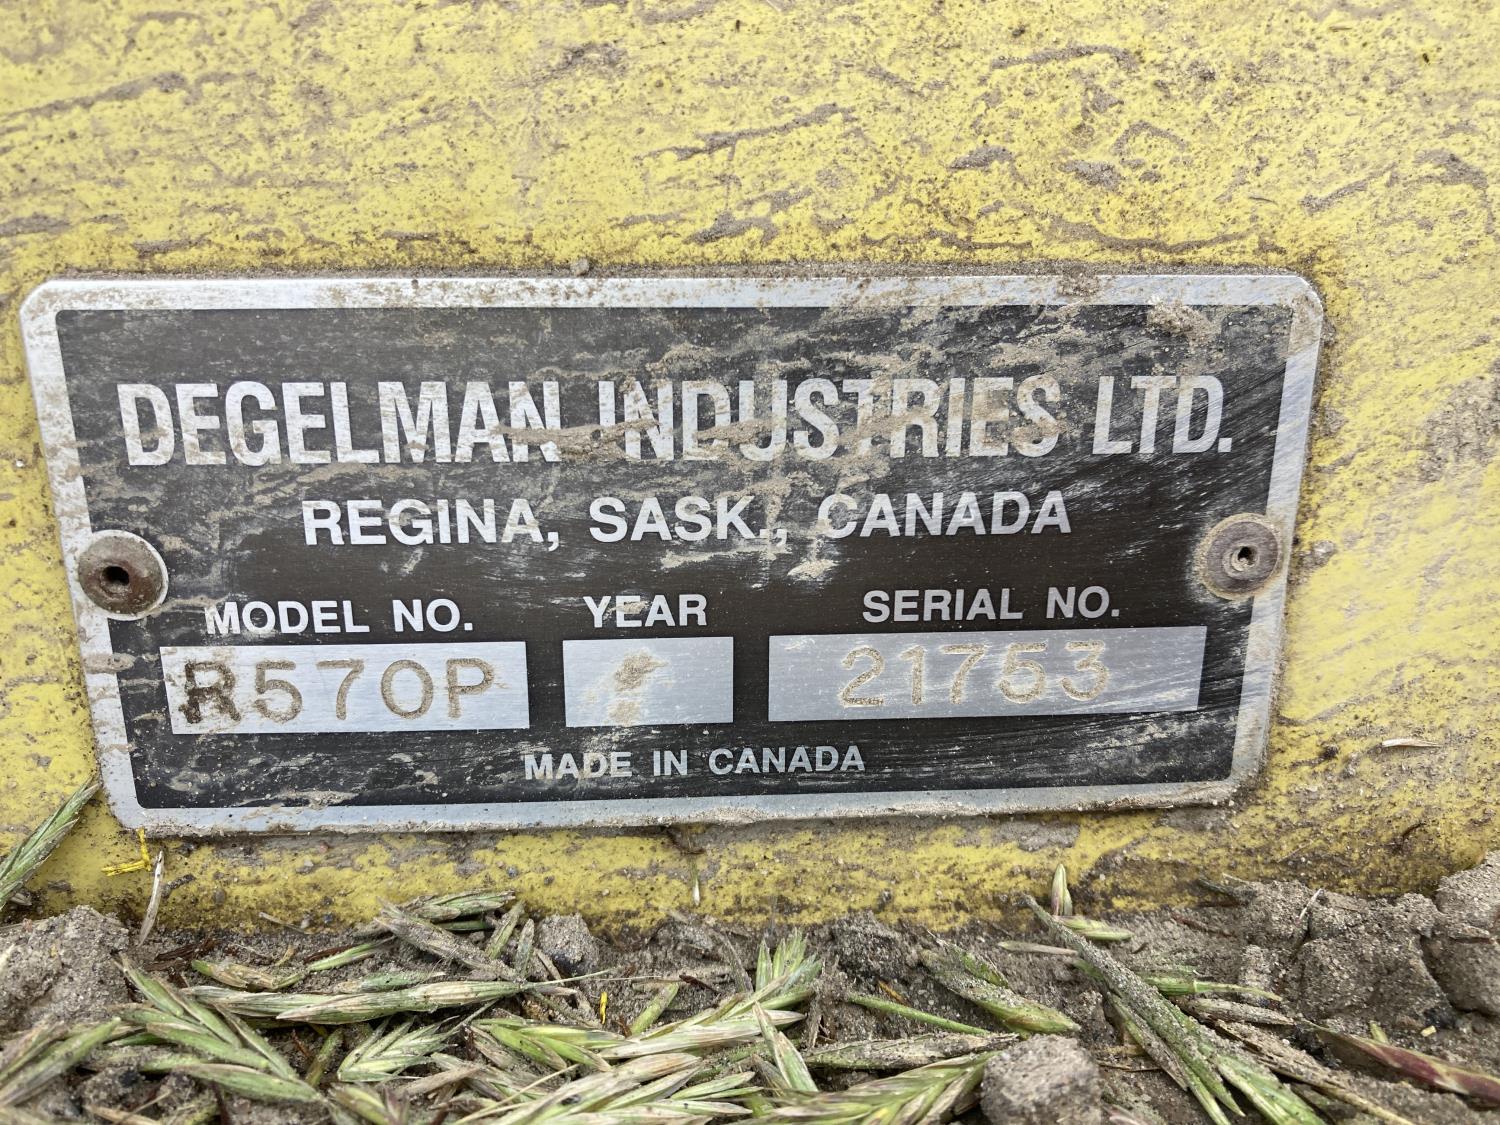 DEGELMAN INDUSTRIES LTD.
REGINA, SASK., CANADA
MODEL NO. YEAR SERIAL NO.
R570P 21753
MADE IN CANADA